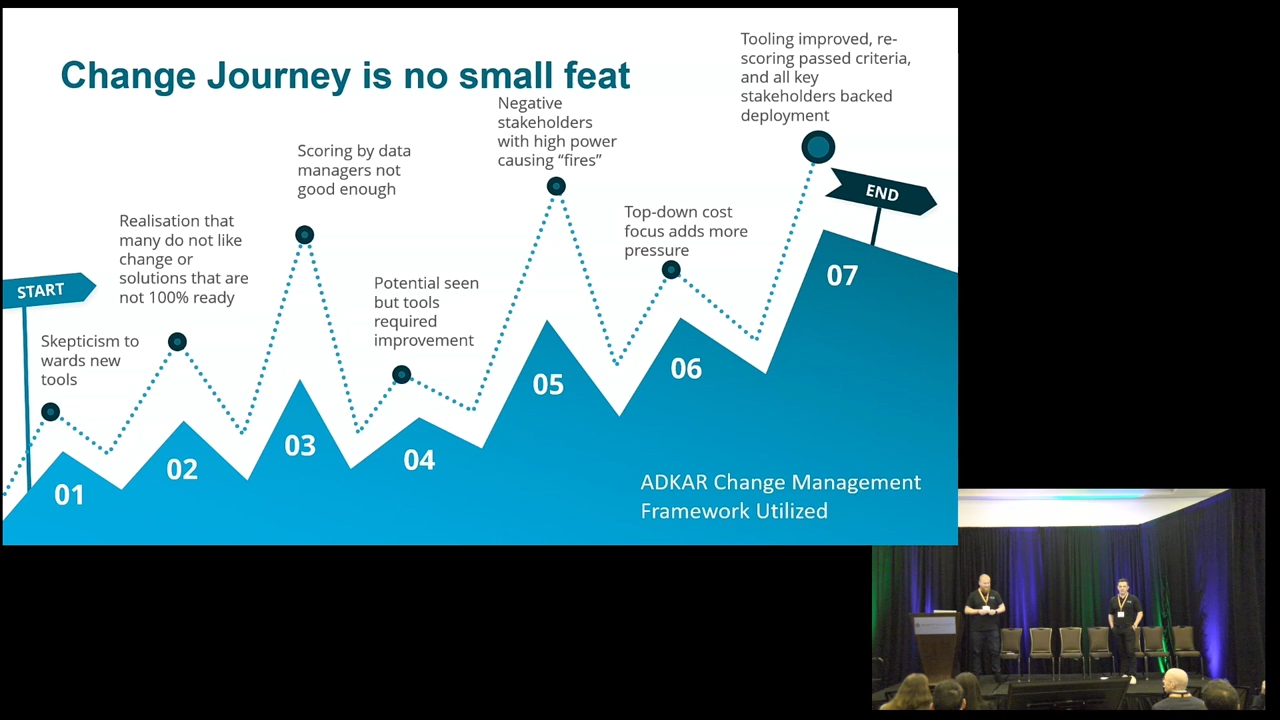 Change Journey is no small feat
START
Skepticism to
wards new
tools
01
Realisation that
many do not like
change or
solutions that are
not 100% ready
02
Scoring by data
managers not
good enough
03
Potential seen
but tools
required
improvement
04
Negative
stakeholders
with high power
causing “fires”
05
Top-down cost
focus adds more
pressure
06
Tooling improved, re-
scoring passed criteria,
and all key
stakeholders backed
deployment
END
07
ADKAR Change Management
Framework Utilized